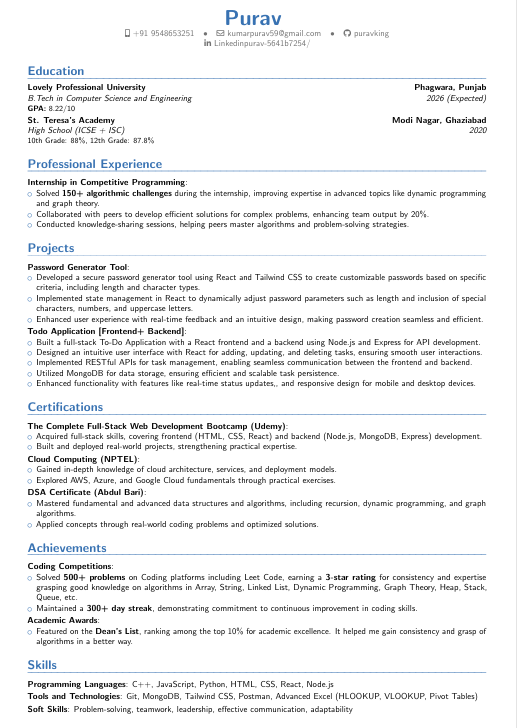 Purav
+91 9548653251 • kumarpurav59@gmail.com • puravking
Linkedinpurav-5641b7254/
Education
Lovely Professional University Phagwara, Punjab
B.Tech in Computer Science and Engineering 2026 (Expected)
GPA: 8.22/10
St. Teresa's Academy Modi Nagar, Ghaziabad
High School (ICSE + ISC) 2020
10th Grade: 88%, 12th Grade: 87.8%
Professional Experience
Internship in Competitive Programming:
○ Solved 150+ algorithmic challenges during the internship, improving expertise in advanced topics like dynamic programming
and graph theory.
○ Collaborated with peers to develop efficient solutions for complex problems, enhancing team output by 20%.
○ Conducted knowledge-sharing sessions, helping peers master algorithms and problem-solving strategies.
Projects
Password Generator Tool:
○ Developed a secure password generator tool using React and Tailwind CSS to create customizable passwords based on specific
criteria, including length and character types.
○ Implemented state management in React to dynamically adjust password parameters such as length and inclusion of special
characters, numbers, and uppercase letters.
○ Enhanced user experience with real-time feedback and an intuitive design, making password creation seamless and efficient.
Todo Application [Frontend+ Backend]:
○ Built a full-stack To-Do Application with a React frontend and a backend using Node.js and Express for API development.
○ Designed an intuitive user interface with React for adding, updating, and deleting tasks, ensuring smooth user interactions.
○ Implemented RESTful APIs for task management, enabling seamless communication between the frontend and backend.
○ Utilized MongoDB for data storage, ensuring efficient and scalable task persistence.
○ Enhanced functionality with features like real-time status updates,, and responsive design for mobile and desktop devices.
Certifications
The Complete Full-Stack Web Development Bootcamp (Udemy):
○ Acquired full-stack skills, covering frontend (HTML, CSS, React) and backend (Node.js, MongoDB, Express) development.
○ Built and deployed real-world projects, strengthening practical expertise.
Cloud Computing (NPTEL):
○ Gained in-depth knowledge of cloud architecture, services, and deployment models.
○ Explored AWS, Azure, and Google Cloud fundamentals through practical exercises.
DSA Certificate (Abdul Bari):
○ Mastered fundamental and advanced data structures and algorithms, including recursion, dynamic programming, and graph
algorithms.
○ Applied concepts through real-world coding problems and optimized solutions.
Achievements
Coding Competitions:
○ Solved 500+ problems on Coding platforms including Leet Code, earning a 3-star rating for consistency and expertise
grasping good knowledge on algorithms in Array, String, Linked List, Dynamic Programming, Graph Theory, Heap, Stack,
Queue, etc.
○ Maintained a 300+ day streak, demonstrating commitment to continuous improvement in coding skills.
Academic Awards:
○ Featured on the Dean's List, ranking among the top 10% for academic excellence. It helped me gain consistency and grasp of
algorithms in a better way.
Skills
Programming Languages: C++, JavaScript, Python, HTML, CSS, React, Node.js
Tools and Technologies: Git, MongoDB, Tailwind CSS, Postman, Advanced Excel (HLOOKUP, VLOOKUP, Pivot Tables)
Soft Skills: Problem-solving, teamwork, leadership, effective communication, adaptability